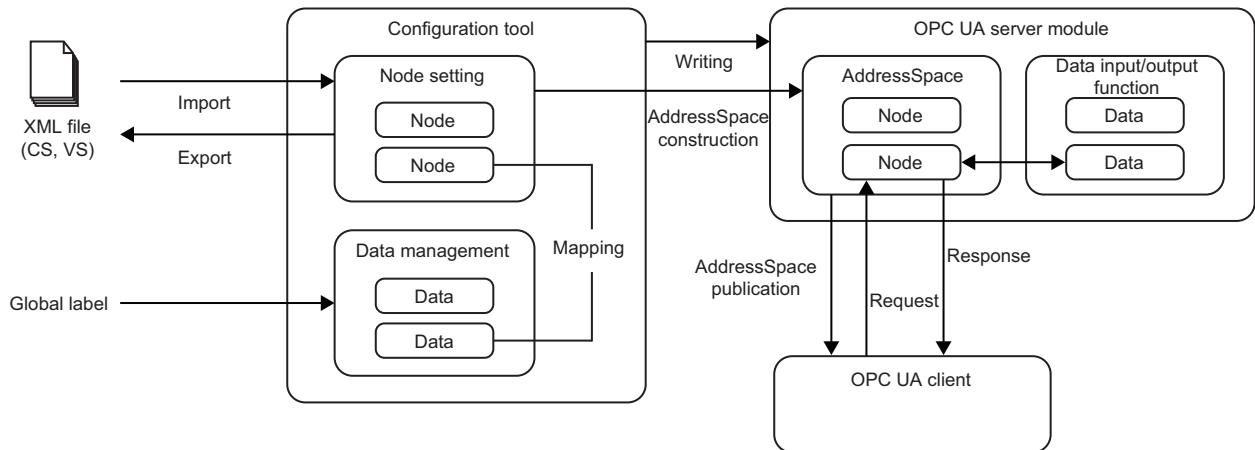 XML file
(CS, VS)
Import
Export
Global label
Configuration tool
Node setting
Node
Node
Data management
Data
Data
Mapping
Writing
AddressSpace
construction
OPC UA server module
AddressSpace
Node
Node
Data input/output
function
Data
Data
AddressSpace
publication
Request
Response
OPC UA client